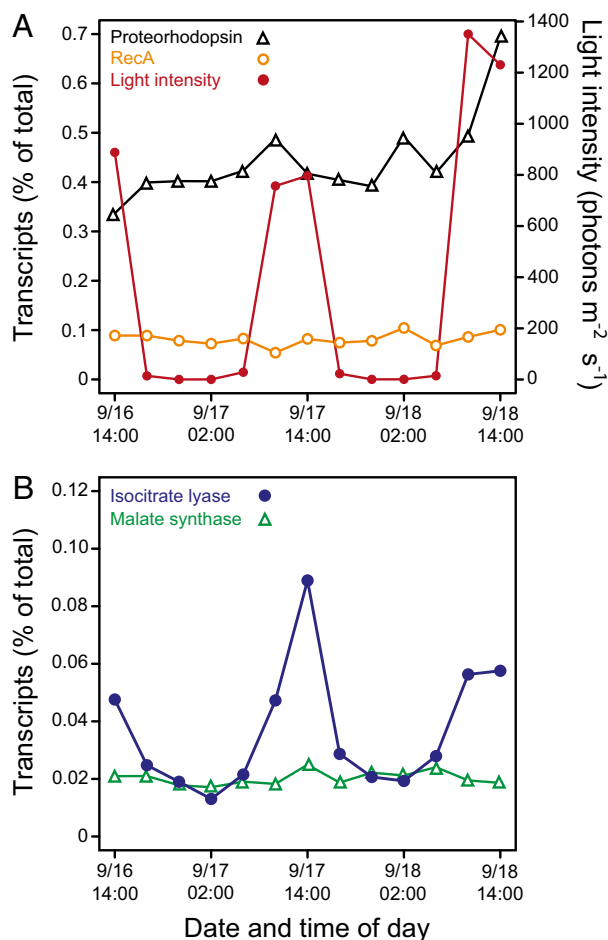 A
Proteorhodopsin
RecA
Light intensity
Transcripts (% of total)
0.7
0.6
0.5
0.4
0.3
0.2
0.1
0
1400
1200
1000
800
600
400
200
0
Light intensity (photons m⁻² s⁻¹)
9/16 9/17 9/17 9/18 9/18
14:00 02:00 14:00 02:00 14:00
B
Isocitrate lyase
Malate synthase
Transcripts (% of total)
0.12
0.10
0.08
0.06
0.04
0.02
0
9/16 9/17 9/17 9/18 9/18
14:00 02:00 14:00 02:00 14:00
Date and time of day